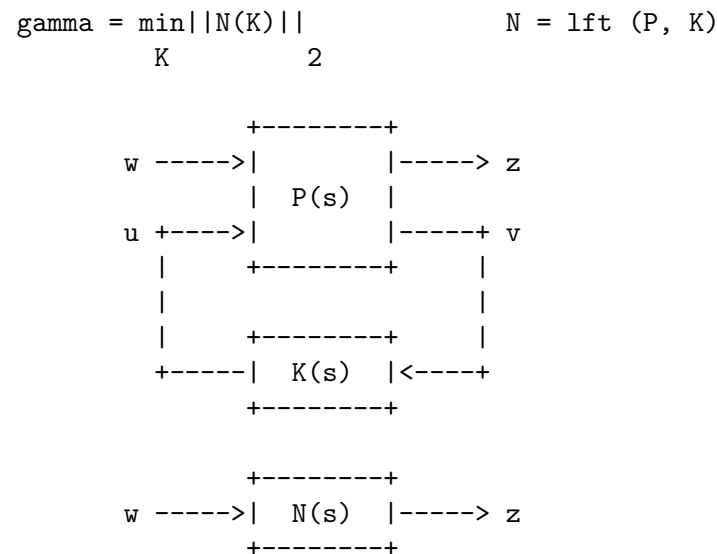 gamma = min||N(K)||             N = lft (P, K)
         K         2
               +--------+
       w ----->|        |-----> z
               |  P(s)  |
       u +---->|        |-----+ v
         |     +--------+     |
         |                    |
         |     +--------+     |
         +-----|  K(s)  |<----+
               +--------+
               +--------+
       w ----->|  N(s)  |-----> z
               +--------+